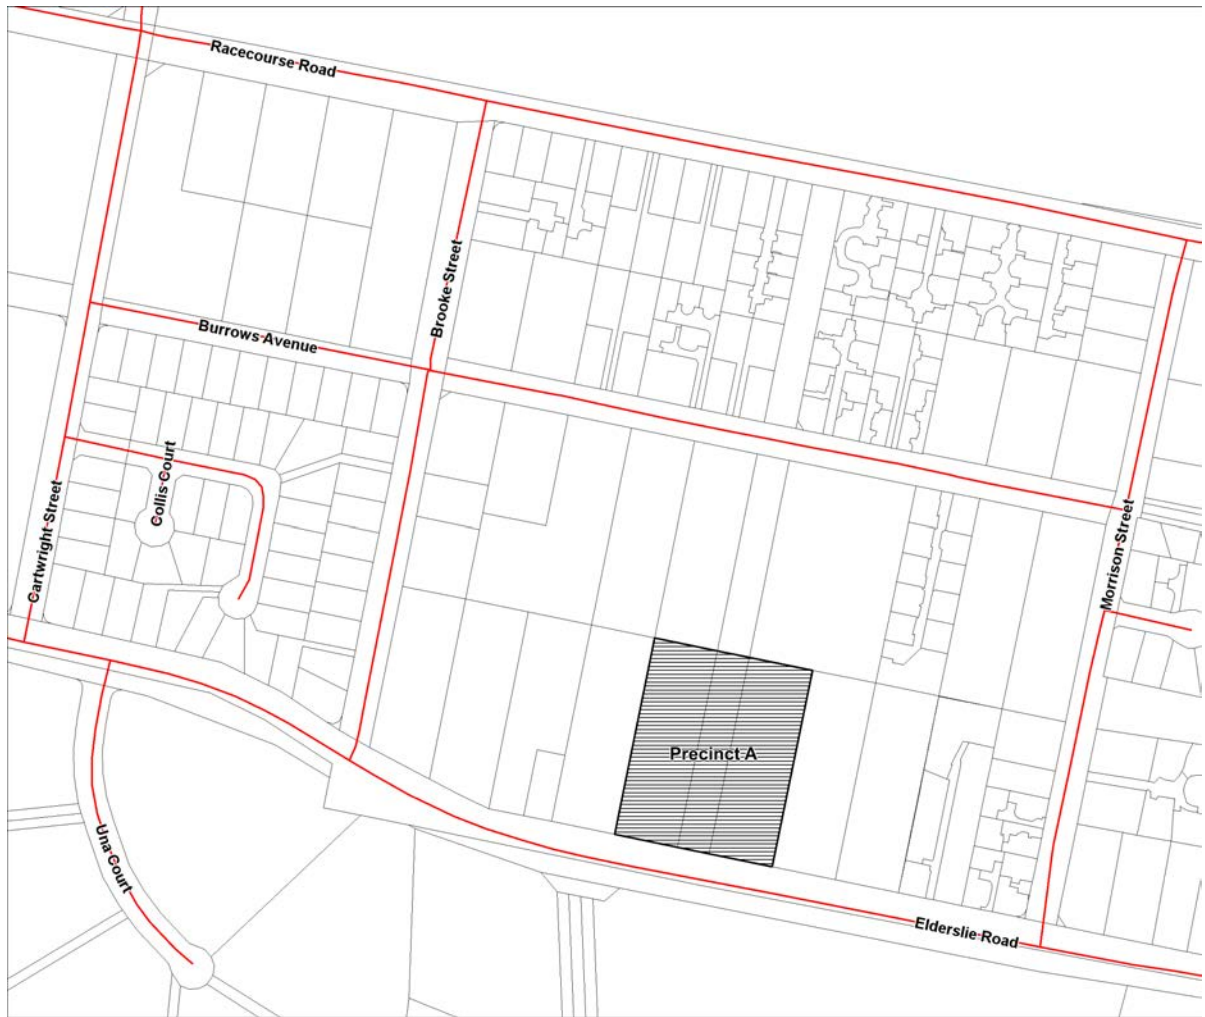 Racecourse Road
Brooke Street
Burrows Avenue
Collis Court
Cartwright Street
Morrison Street
Precinct A
Una Court
Elderslie Road